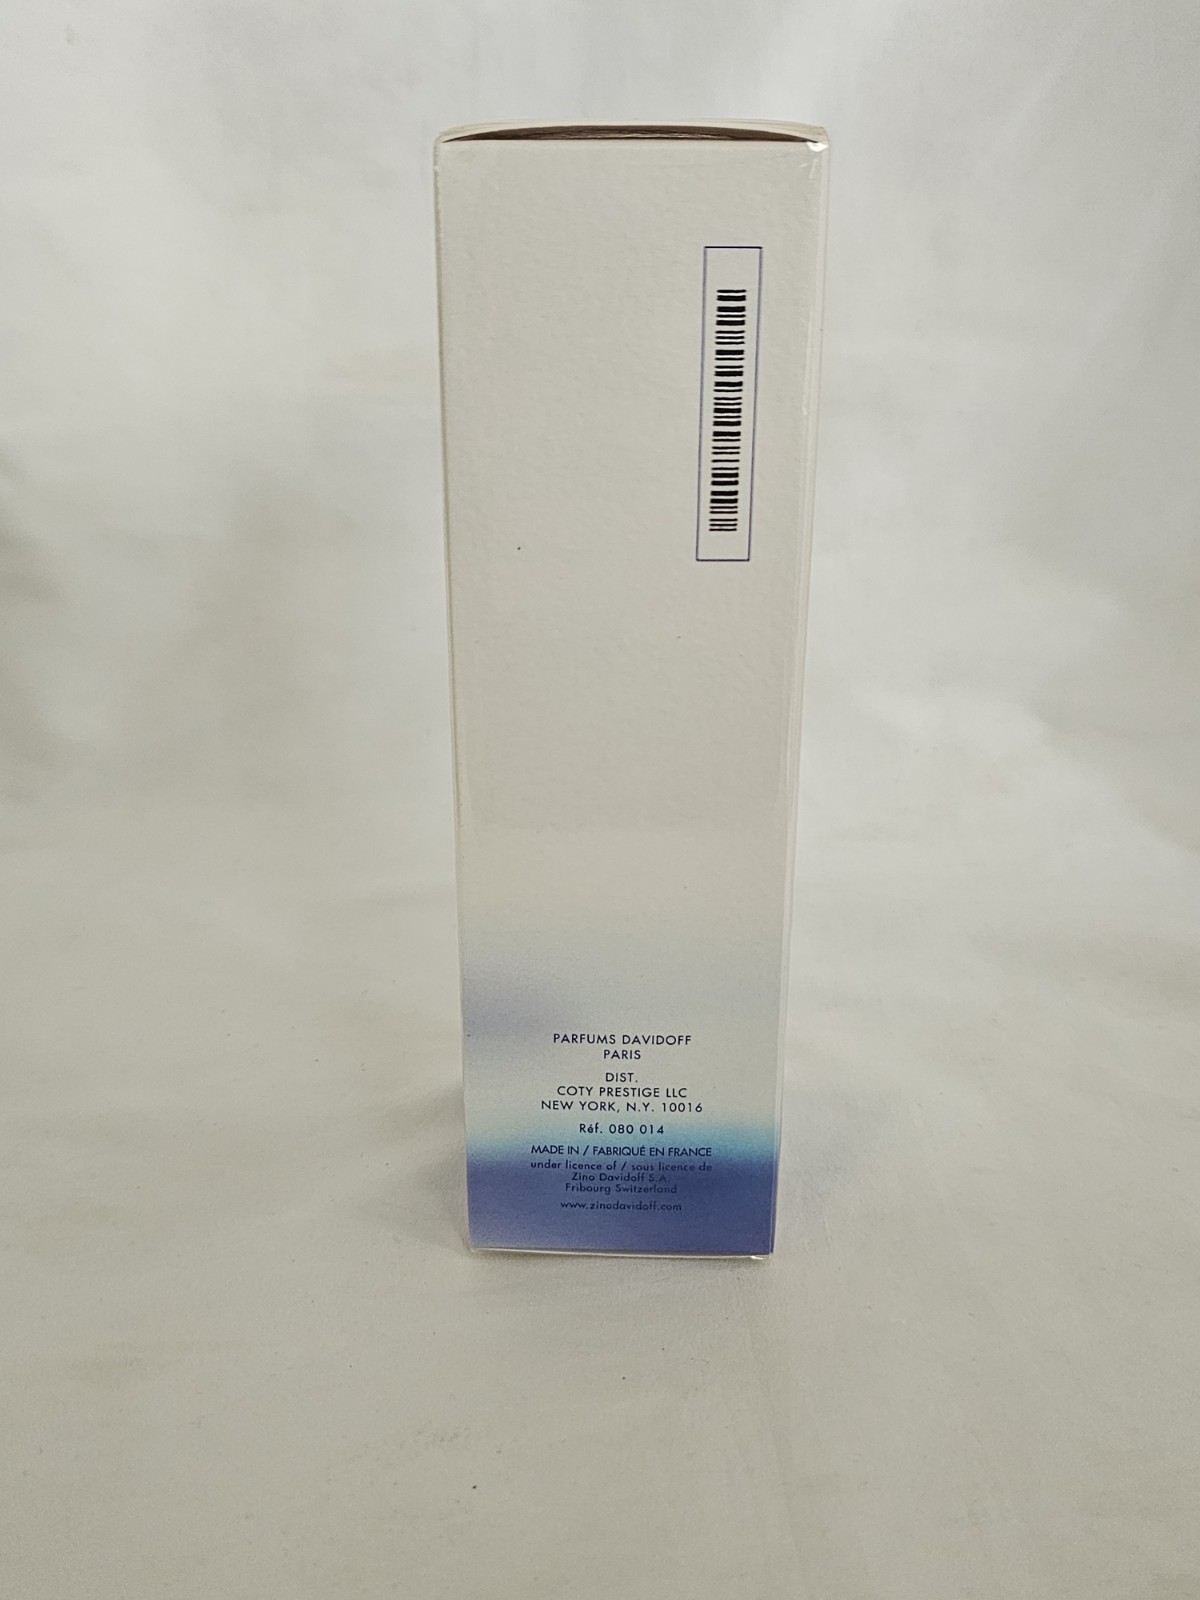 PARFUMS DAVIDOFF
PARIS
DIST.
COTY PRESTIGE LLC
NEW YORK, N.Y. 10016
Réf. 080 014
MADE IN / FABRIQUÉ EN FRANCE
under licence of / sous licence de
Zino Davidoff S.A.
Fribourg Switzerland
www.zinodavidoff.com